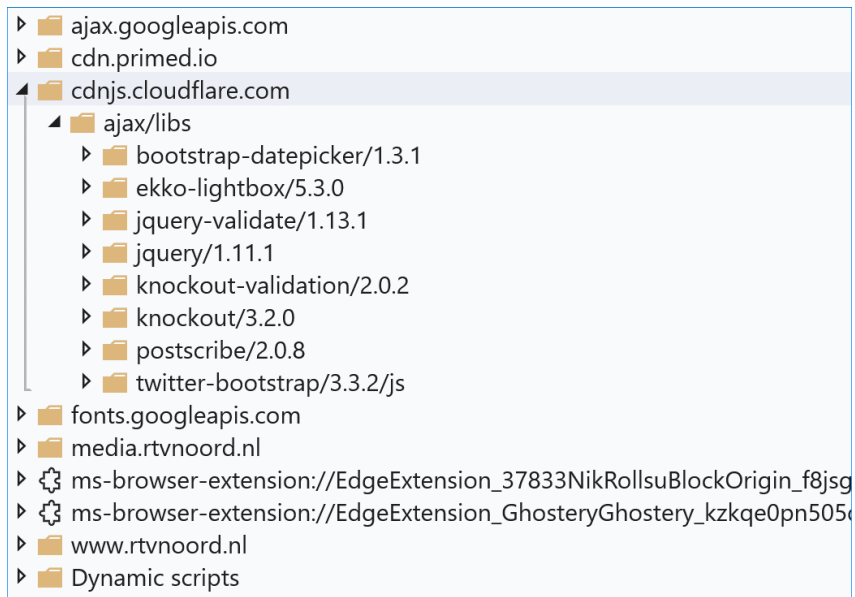 ajax.googleapis.com
cdn.primed.io
cdnjs.cloudflare.com
ajax/libs
bootstrap-datepicker/1.3.1
ekko-lightbox/5.3.0
jquery-validate/1.13.1
jquery/1.11.1
knockout-validation/2.0.2
knockout/3.2.0
postscribe/2.0.8
twitter-bootstrap/3.3.2/js
fonts.googleapis.com
media.rtvnoord.nl
ms-browser-extension://EdgeExtension_37833NikRollsuBlockOrigin_f8jsg
ms-browser-extension://EdgeExtension_GhosteryGhostery_kzkqe0pn505c
www.rtvnoord.nl
Dynamic scripts